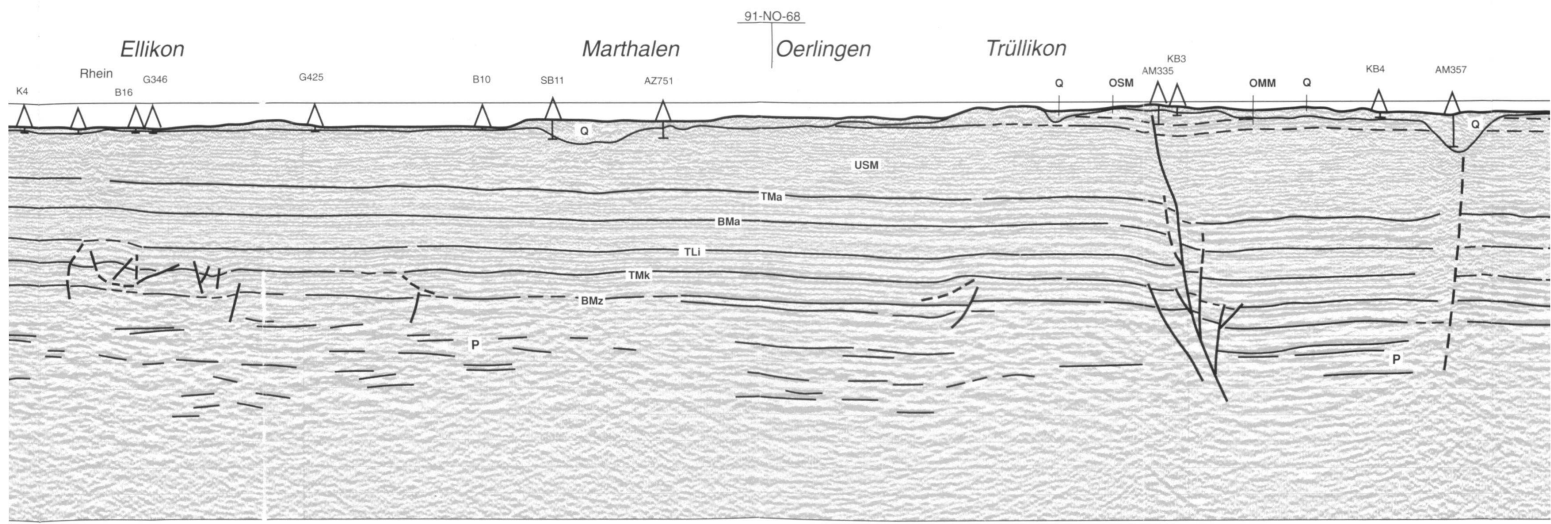 91-NO-68
Ellikon Marthalen Oerlingen Trüllikon
K4 Rhein B16 G346 G425 B10 SB11 AZ751 Q OSM AM335 KB3 OMM Q KB4 AM357
Q Q
USM
TMa
BMa
TLi
TMk
BMz
P P